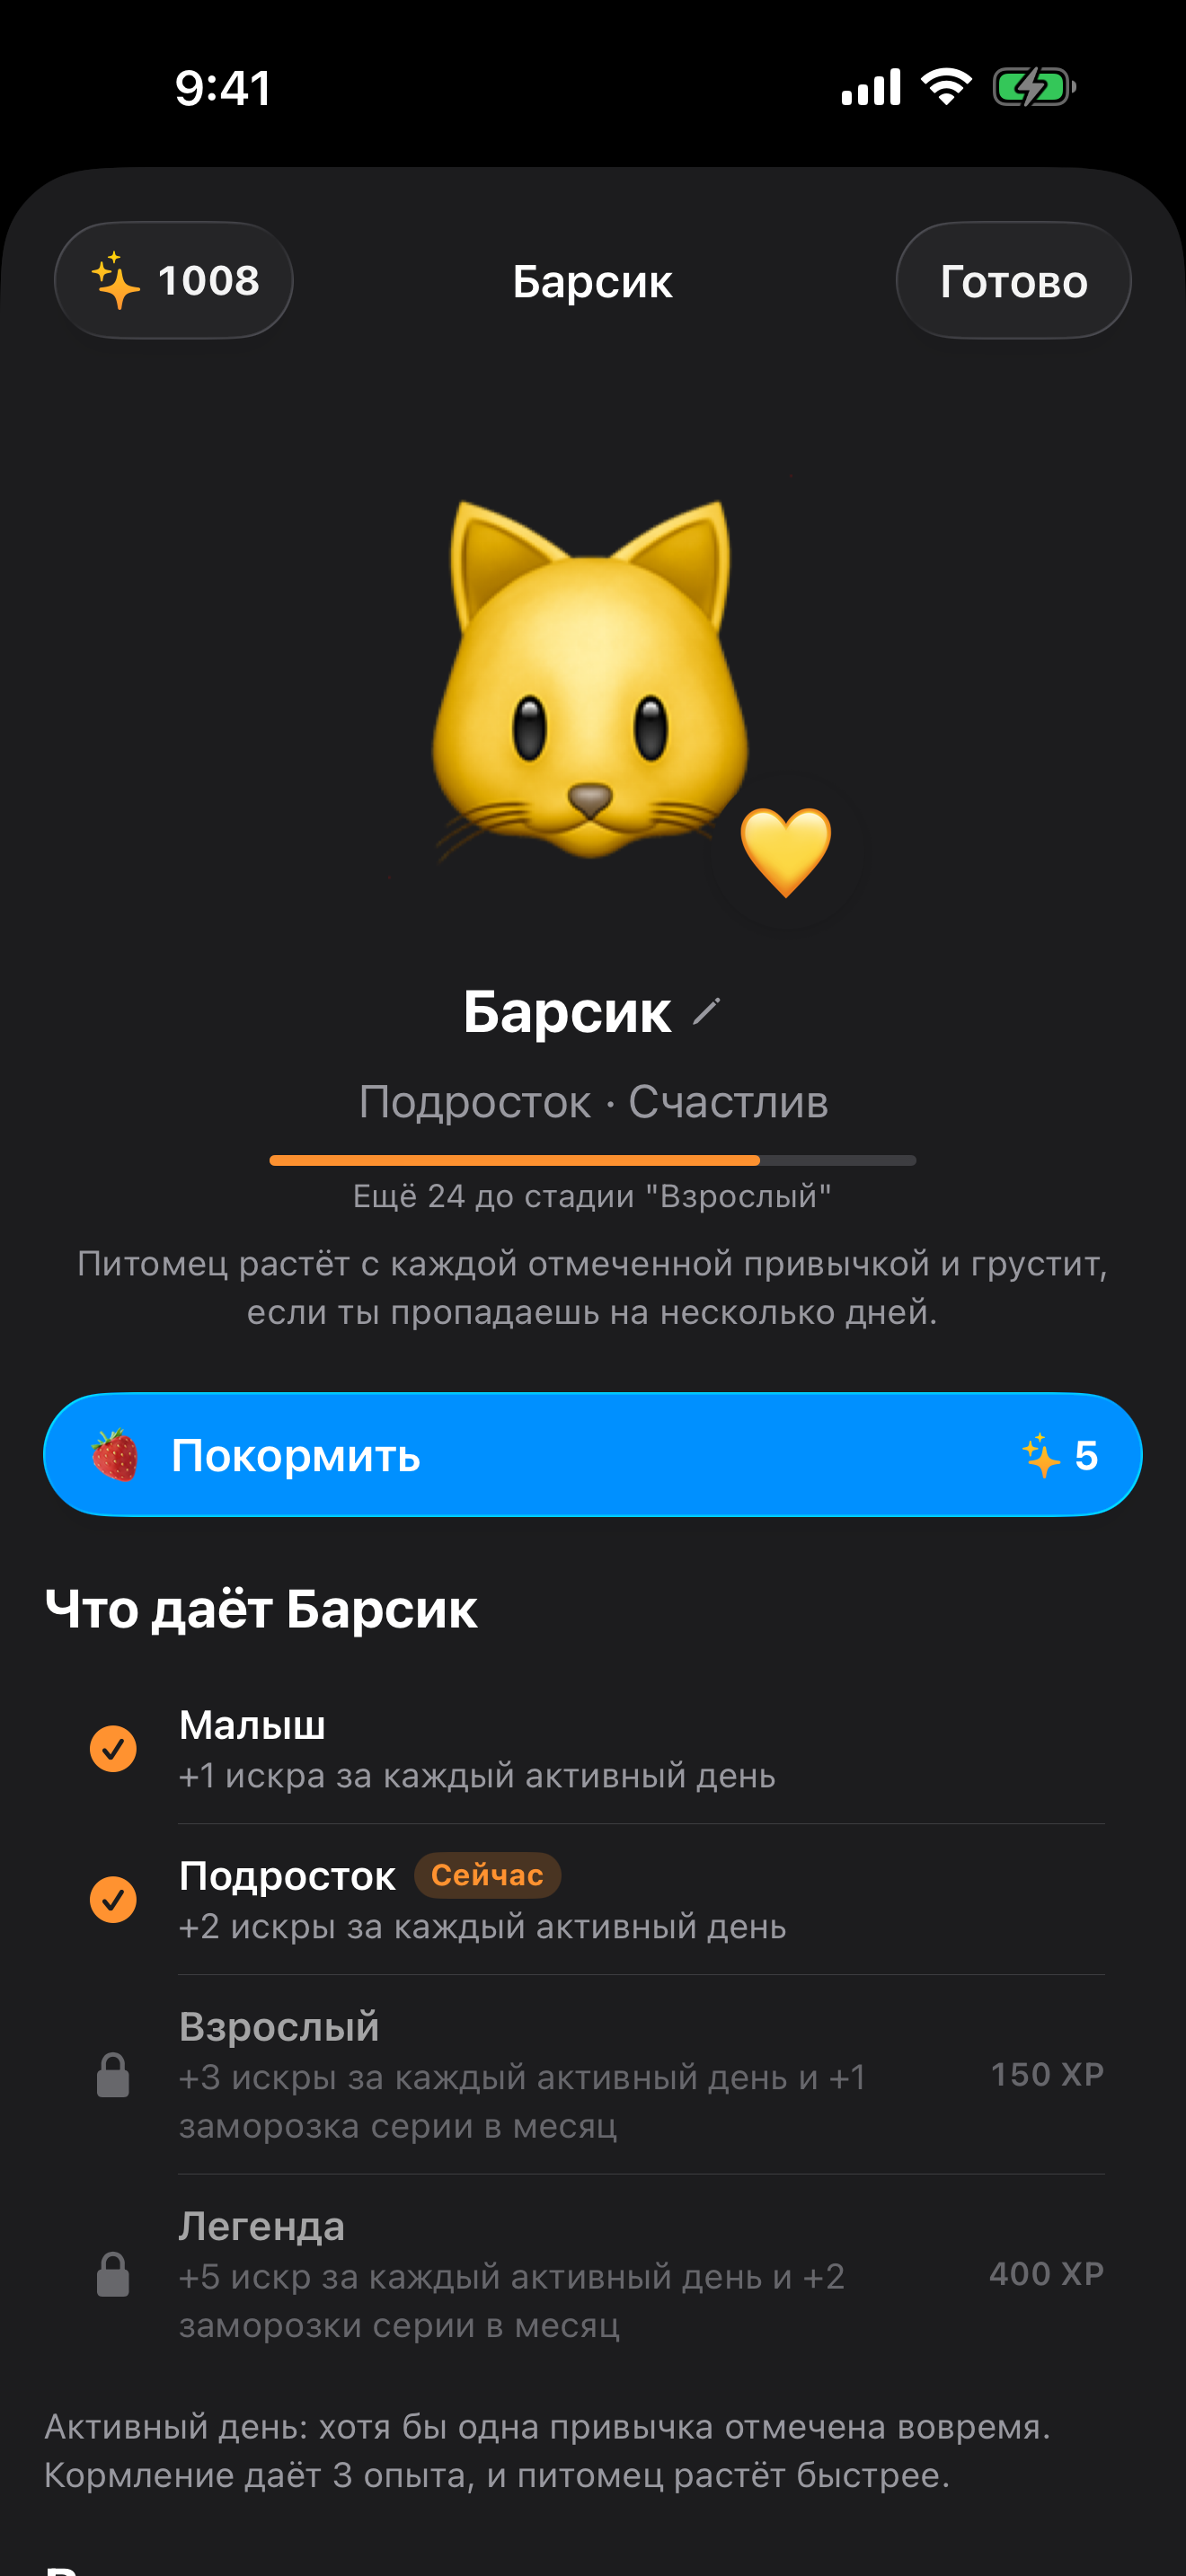 9:41
1008
Барсик
Готово
Барсик
Подросток · Счастлив
Ещё 24 до стадии "Взрослый"
Питомец растёт с каждой отмеченной привычкой и грустит,
если ты пропадаешь на несколько дней.
Покормить
5
Что даёт Барсик
Малыш
+1 искра за каждый активный день
Подросток Сейчас
+2 искры за каждый активный день
Взрослый
+3 искры за каждый активный день и +1
заморозка серии в месяц
150 XP
Легенда
+5 искр за каждый активный день и +2
заморозки серии в месяц
400 XP
Активный день: хотя бы одна привычка отмечена вовремя.
Кормление даёт 3 опыта, и питомец растёт быстрее.